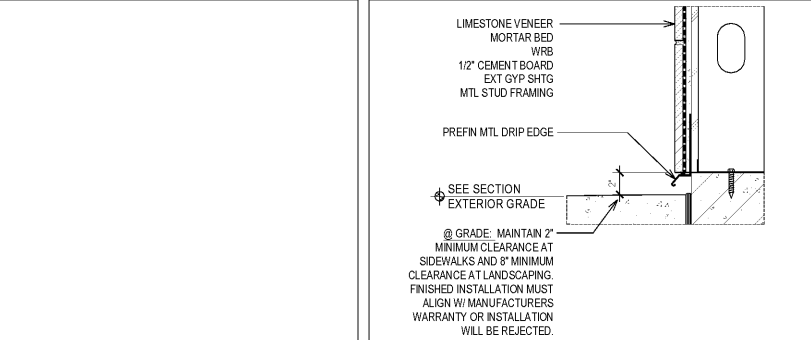 LIMESTONE VENEER
MORTAR BED
WRB
1/2" CEMENT BOARD
EXT GYP SHTG
MTL STUD FRAMING
PREFIN MTL DRIP EDGE
2"
SEE SECTION
EXTERIOR GRADE
@ GRADE: MAINTAIN 2"
MINIMUM CLEARANCE AT
SIDEWALKS AND 8" MINIMUM
CLEARANCE AT LANDSCAPING.
FINISHED INSTALLATION MUST
ALIGN W/ MANUFACTURERS
WARRANTY OR INSTALLATION
WILL BE REJECTED.